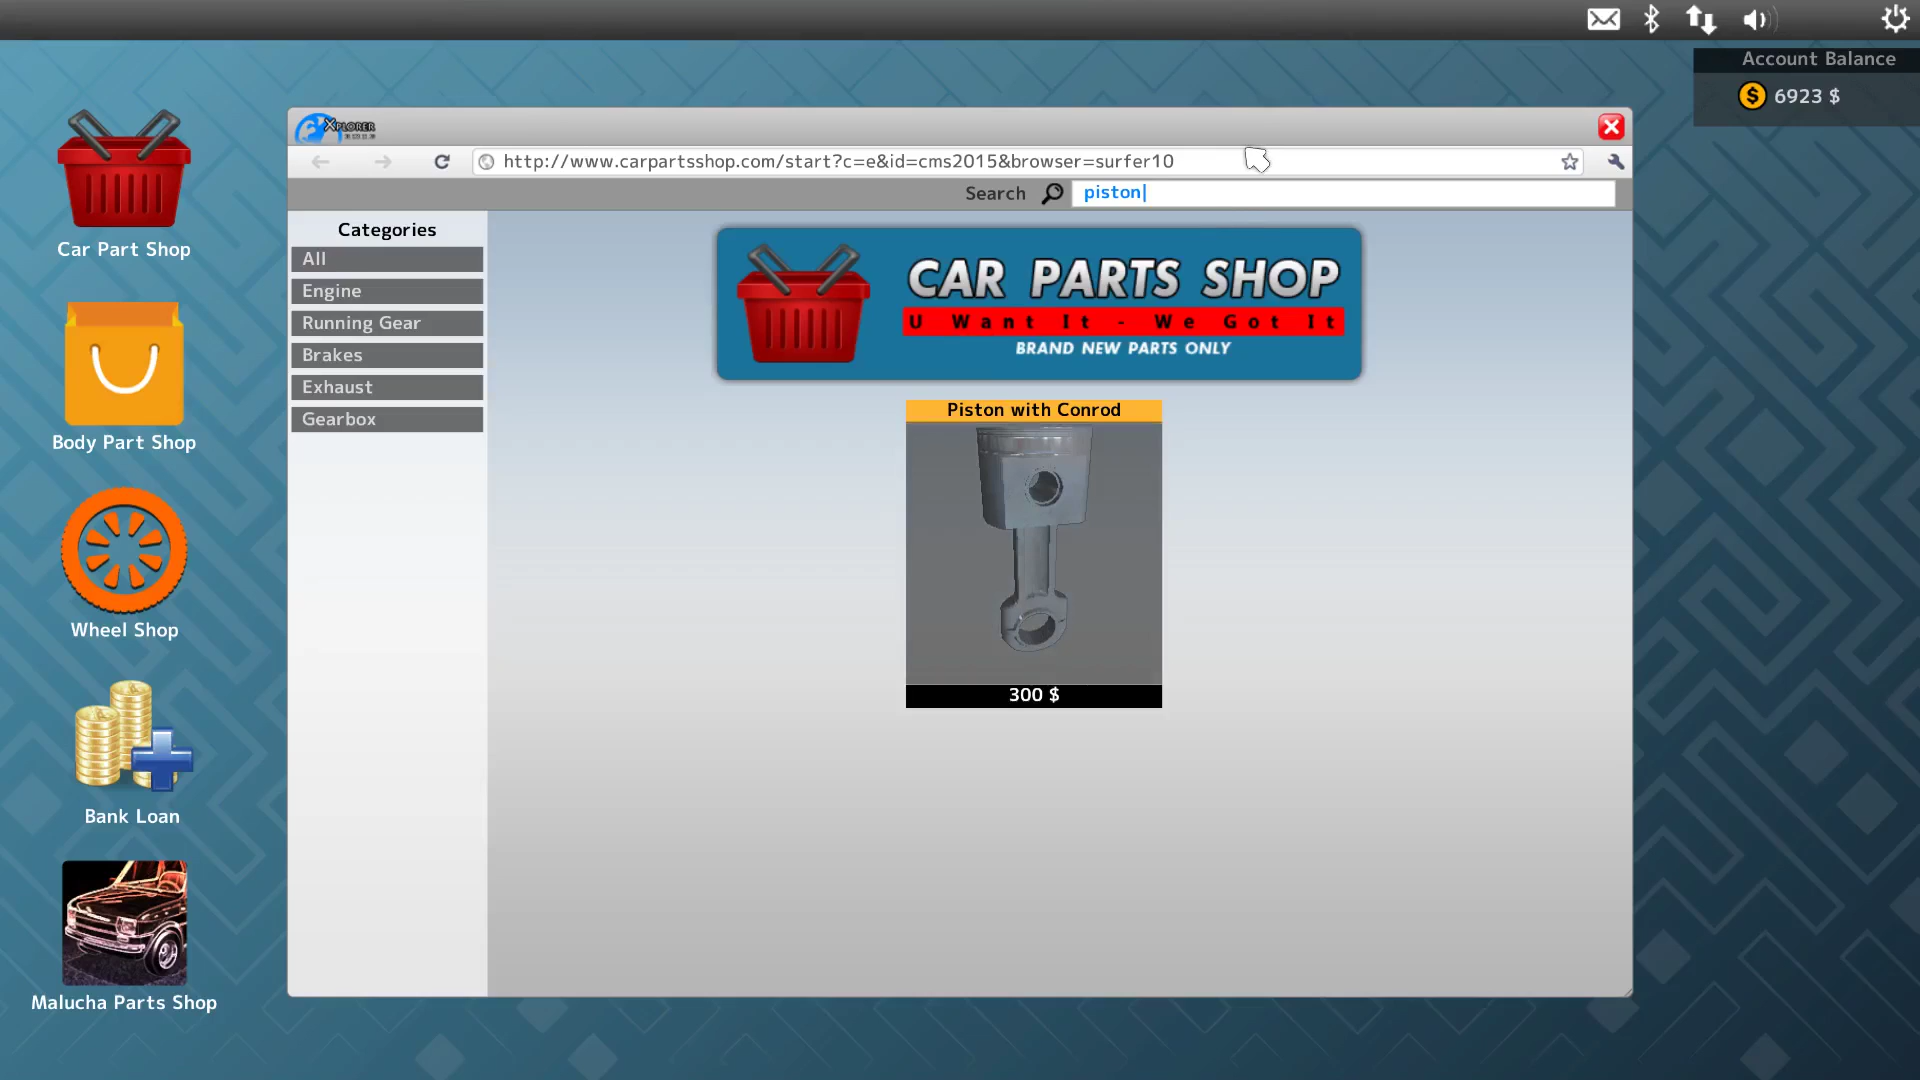 Account Balance
6923 $
XPLORER
http://www.carpartsshop.com/start?c=e&id=cms2015&browser=surfer10
Search
piston
Categories
All
Engine
Running Gear
Brakes
Exhaust
Gearbox
CAR PARTS SHOP
U Want It - We Got It
BRAND NEW PARTS ONLY
Piston with Conrod
300 $
Car Part Shop
Body Part Shop
Wheel Shop
Bank Loan
Malucha Parts Shop